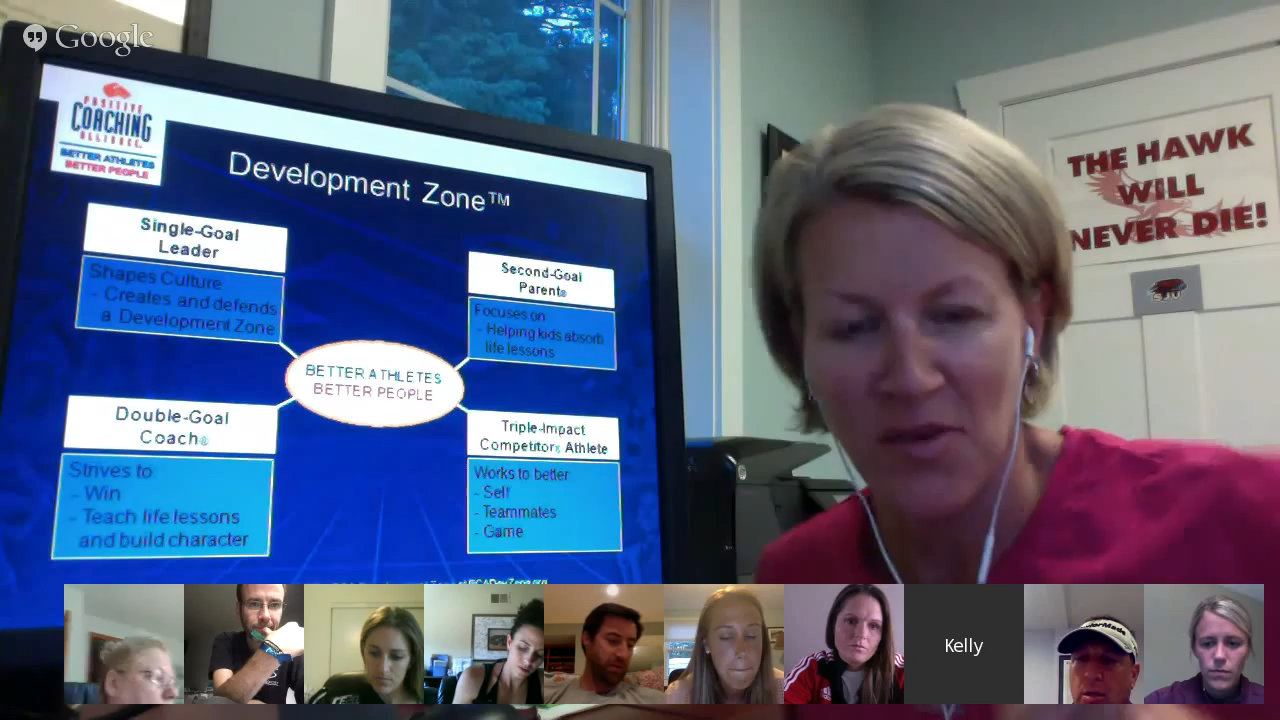 Google
POSITIVE
COACHING
ALLIANCE
BETTER ATHLETES
BETTER PEOPLE
Development Zone™
Single-Goal
Leader
Shapes Culture
- Creates and defends
a Development Zone
Second-Goal
Parent®
Focuses on
- Helping kids absorb
life lessons
BETTER ATHLETES
BETTER PEOPLE
Double-Goal
Coach®
Strives to:
- Win
- Teach life lessons
and build character
Triple-Impact
Competitor® Athlete
Works to better
- Self
- Teammates
- Game
THE HAWK
WILL
NEVER DIE!
SJU
TaylorMade
Kelly